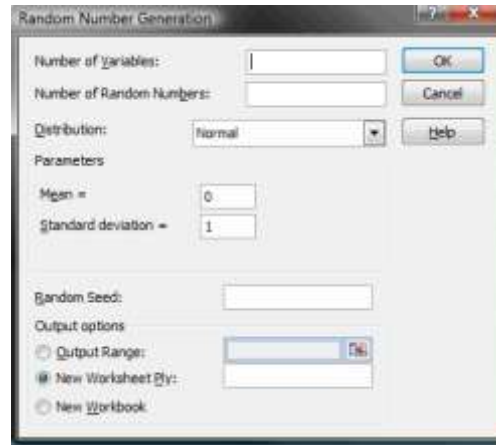 Random Number Generation
Number of Variables:
OK
Number of Random Numbers:
Cancel
Distribution:
Normal
Help
Parameters
Mean =
0
Standard deviation =
1
Random Seed:
Output options
Output Range:
New Worksheet Ply:
New Workbook